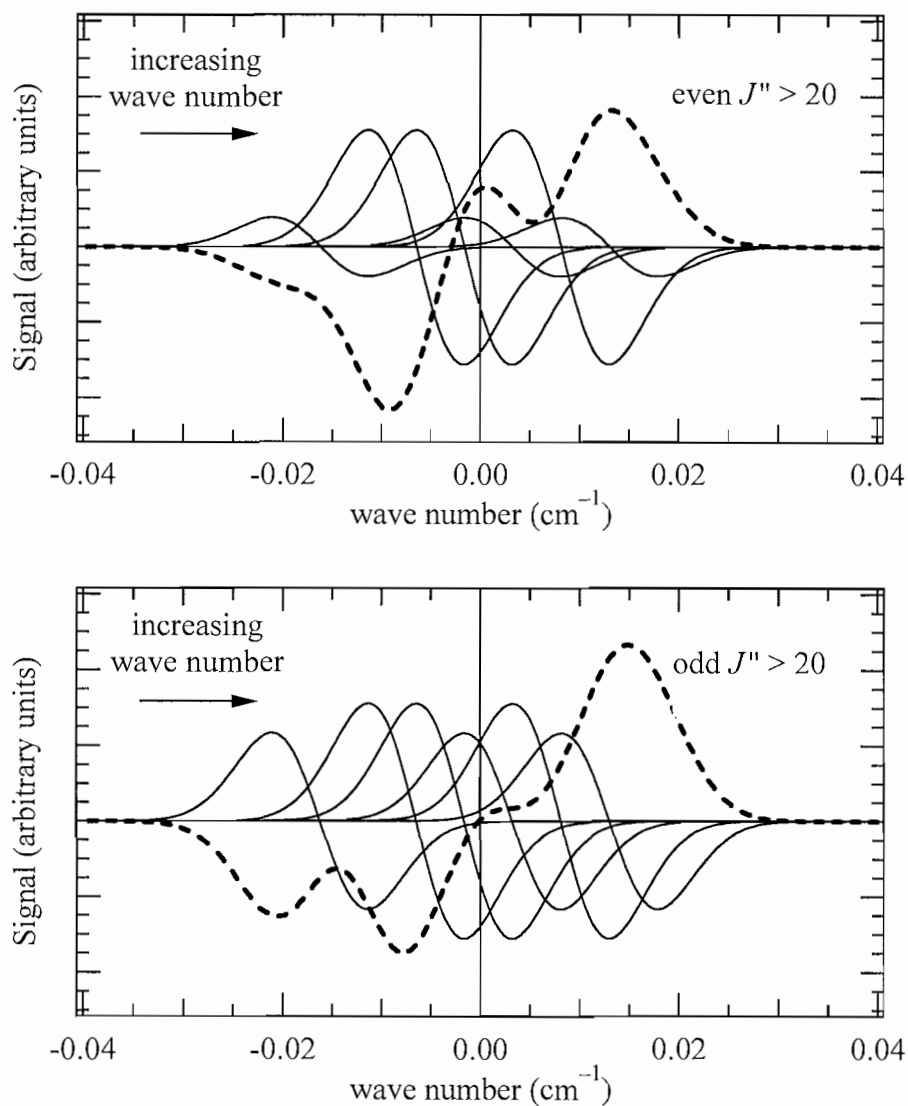 increasing
wave number
even J" > 20
Signal (arbitrary units)
-0.04 -0.02 0.00 0.02 0.04
wave number (cm⁻¹)
increasing
wave number
odd J" > 20
Signal (arbitrary units)
-0.04 -0.02 0.00 0.02 0.04
wave number (cm⁻¹)